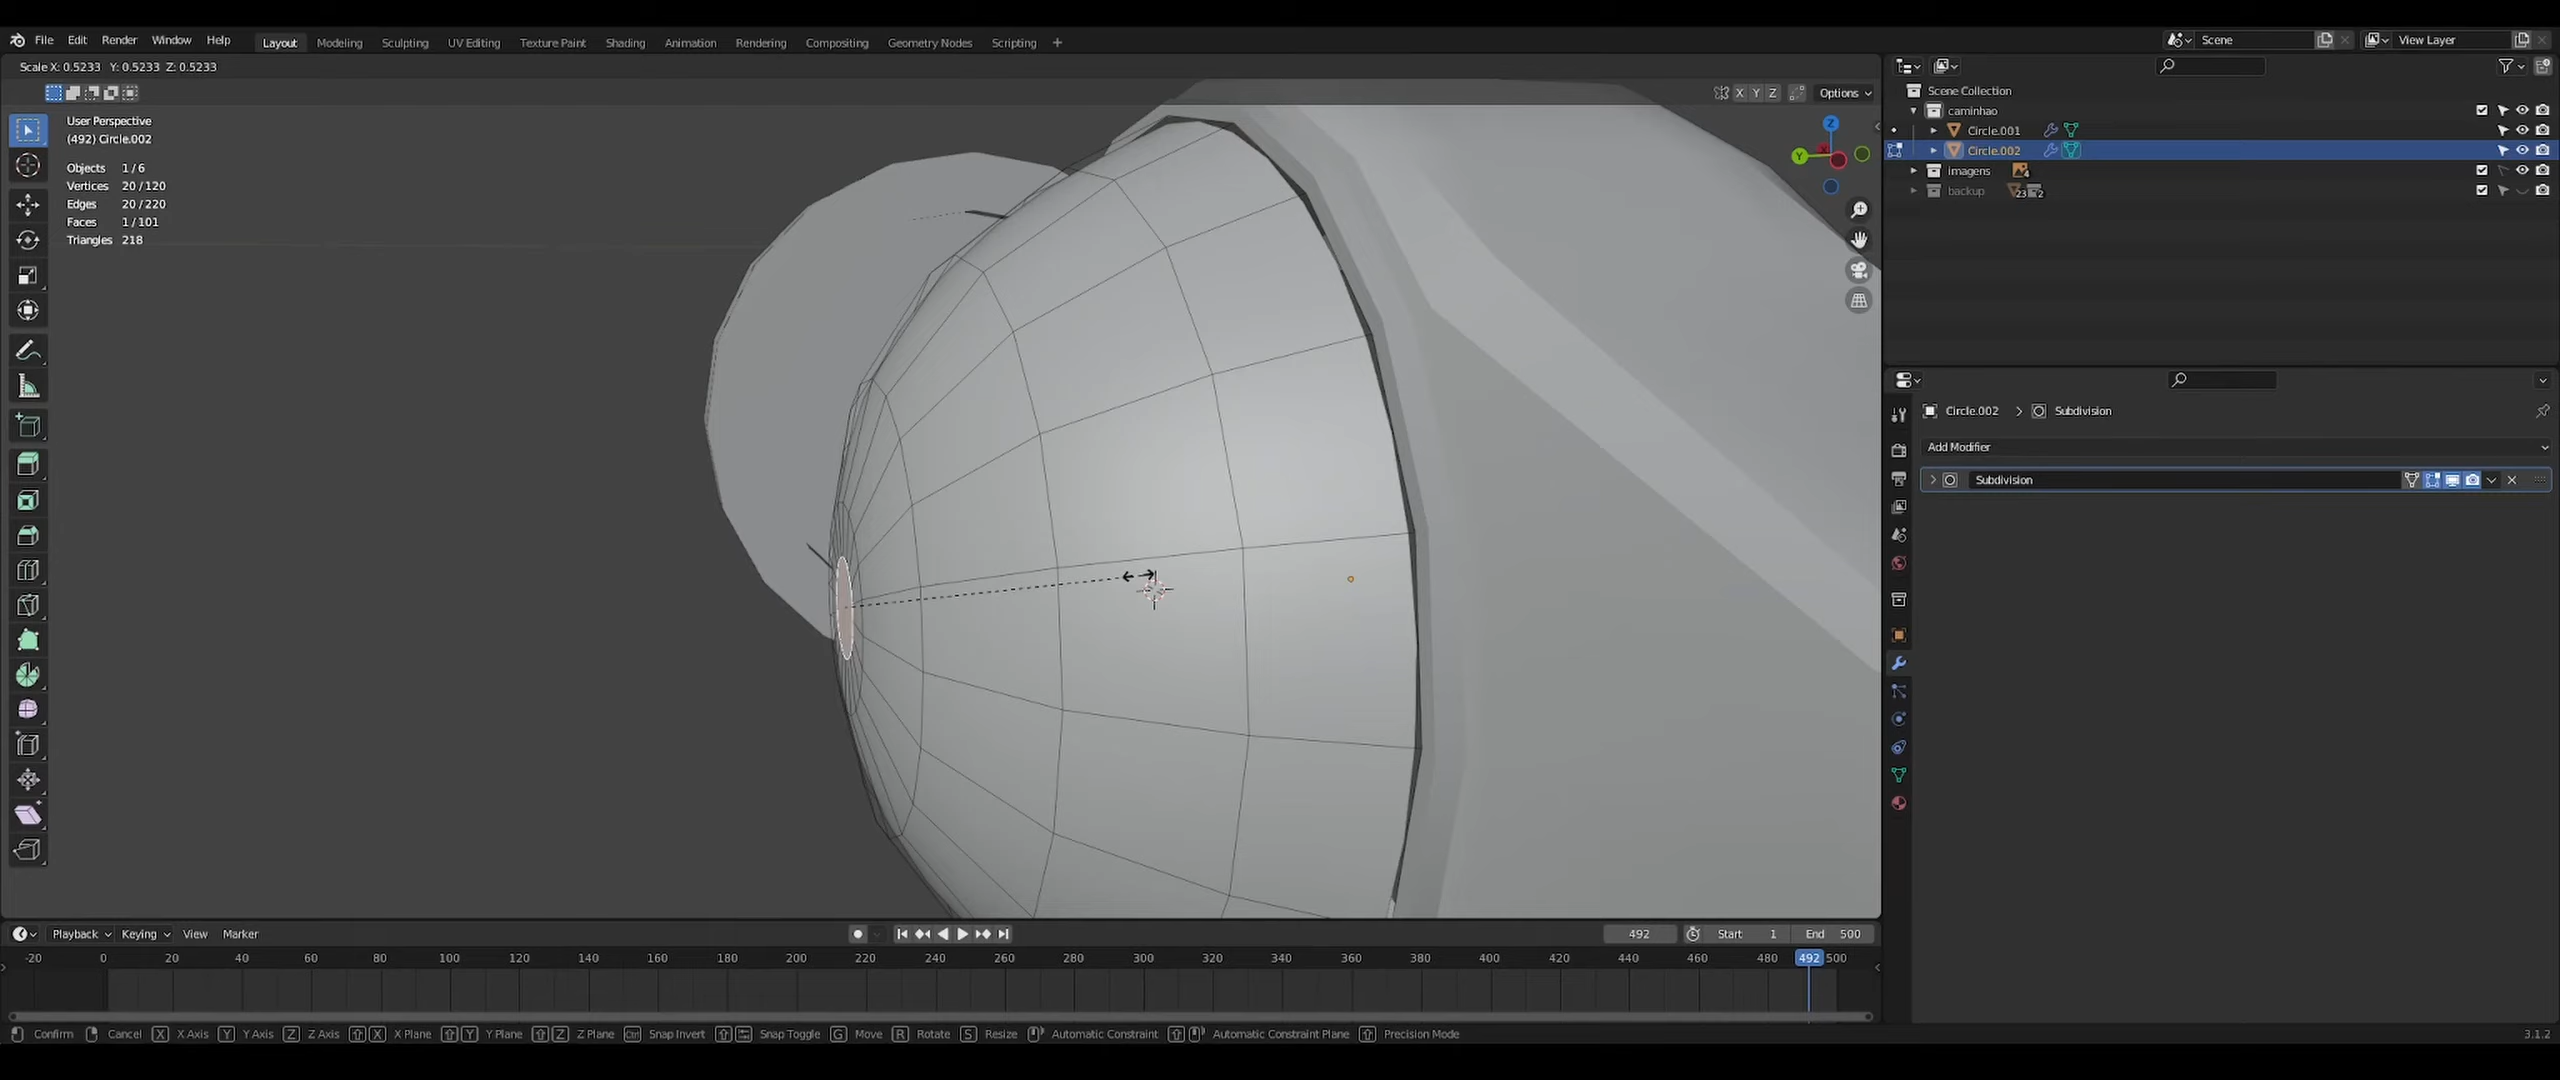 File Edit Render Window Help Layout Modeling Sculpting UV Editing Texture Paint Shading Animation Rendering Compositing Geometry Nodes Scripting + Scene View Layer
Scale X: 0.5233 Y: 0.5233 Z: 0.5233
X Y Z Options
User Perspective
(492) Circle.002
Objects 1/6
Vertices 20/120
Edges 20/220
Faces 1/101
Triangles 218
Z
Y
X
Scene Collection
caminhao
Circle.001
Circle.002
imagens 4
backup 23 2
Circle.002 > Subdivision
Add Modifier
Subdivision
Playback Keying View Marker 492 Start 1 End 500
-20 0 20 40 60 80 100 120 140 160 180 200 220 240 260 280 300 320 340 360 380 400 420 440 460 480 492 500
Confirm Cancel X X Axis Y Y Axis Z Z Axis X X Plane Y Y Plane Z Z Plane Ctrl Snap Invert Snap Toggle G Move R Rotate S Resize Automatic Constraint Automatic Constraint Plane Precision Mode 3.1.2